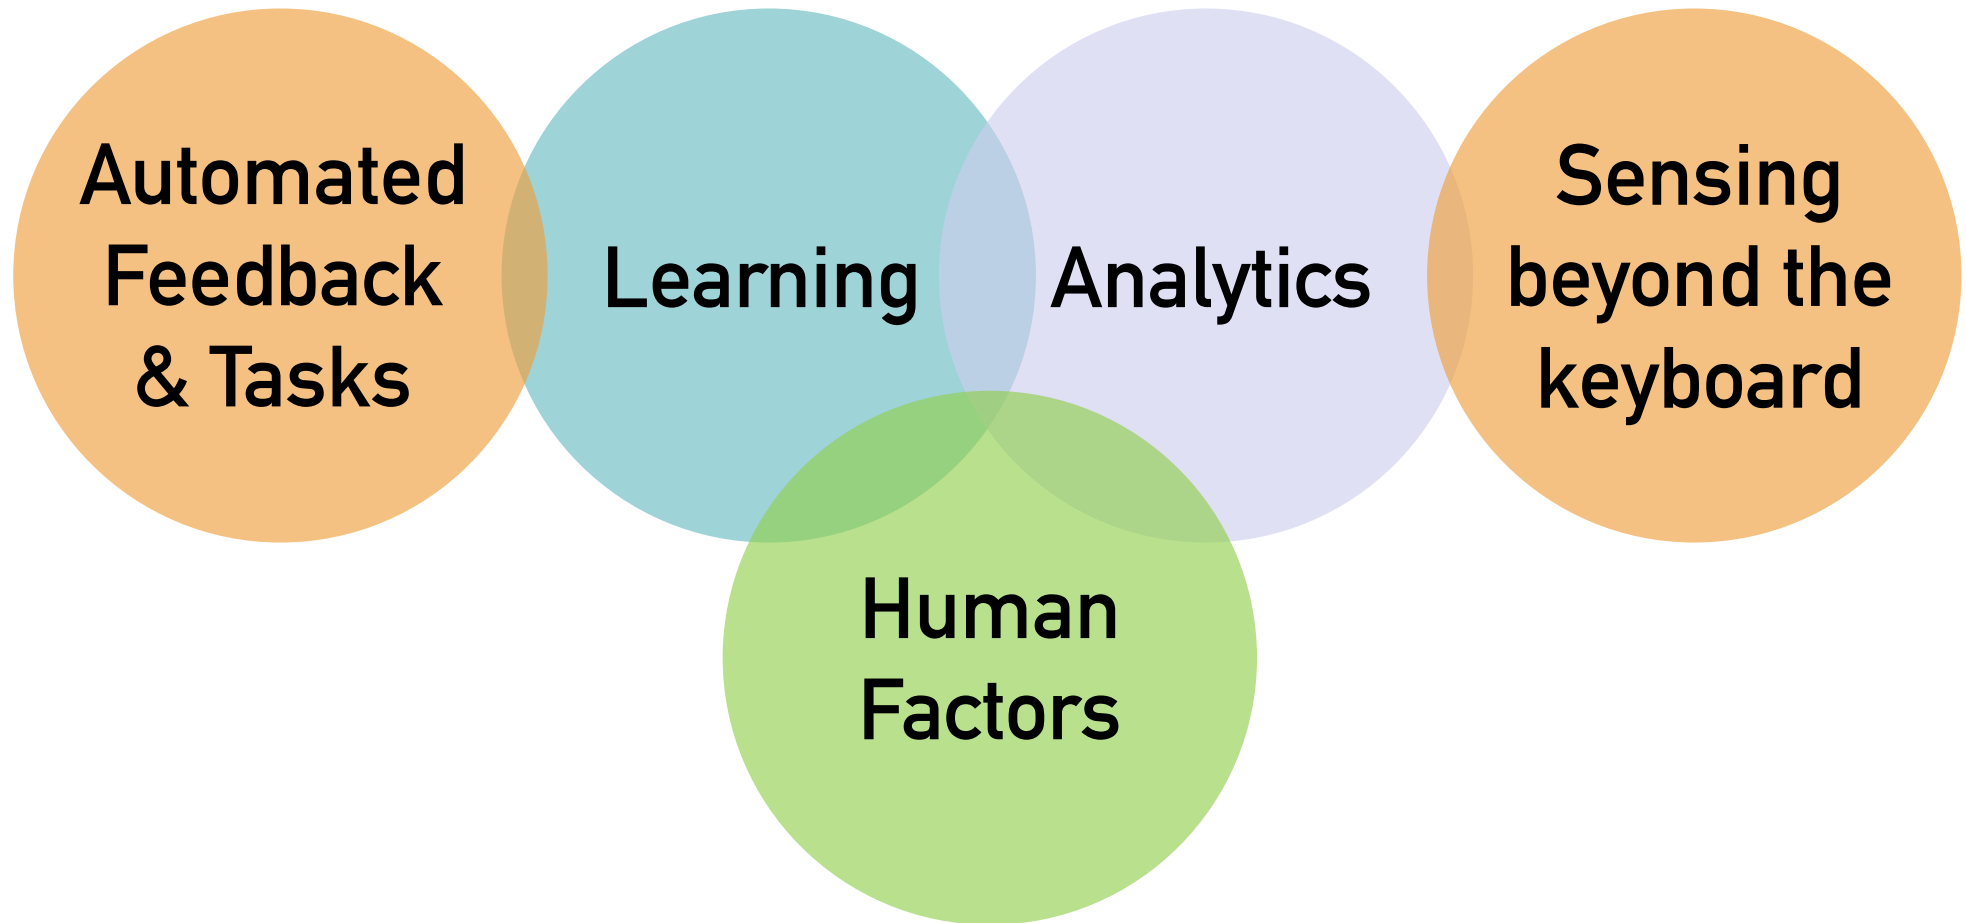 Automated
Feedback
& Tasks
Learning
Analytics
Sensing
beyond the
keyboard
Human
Factors